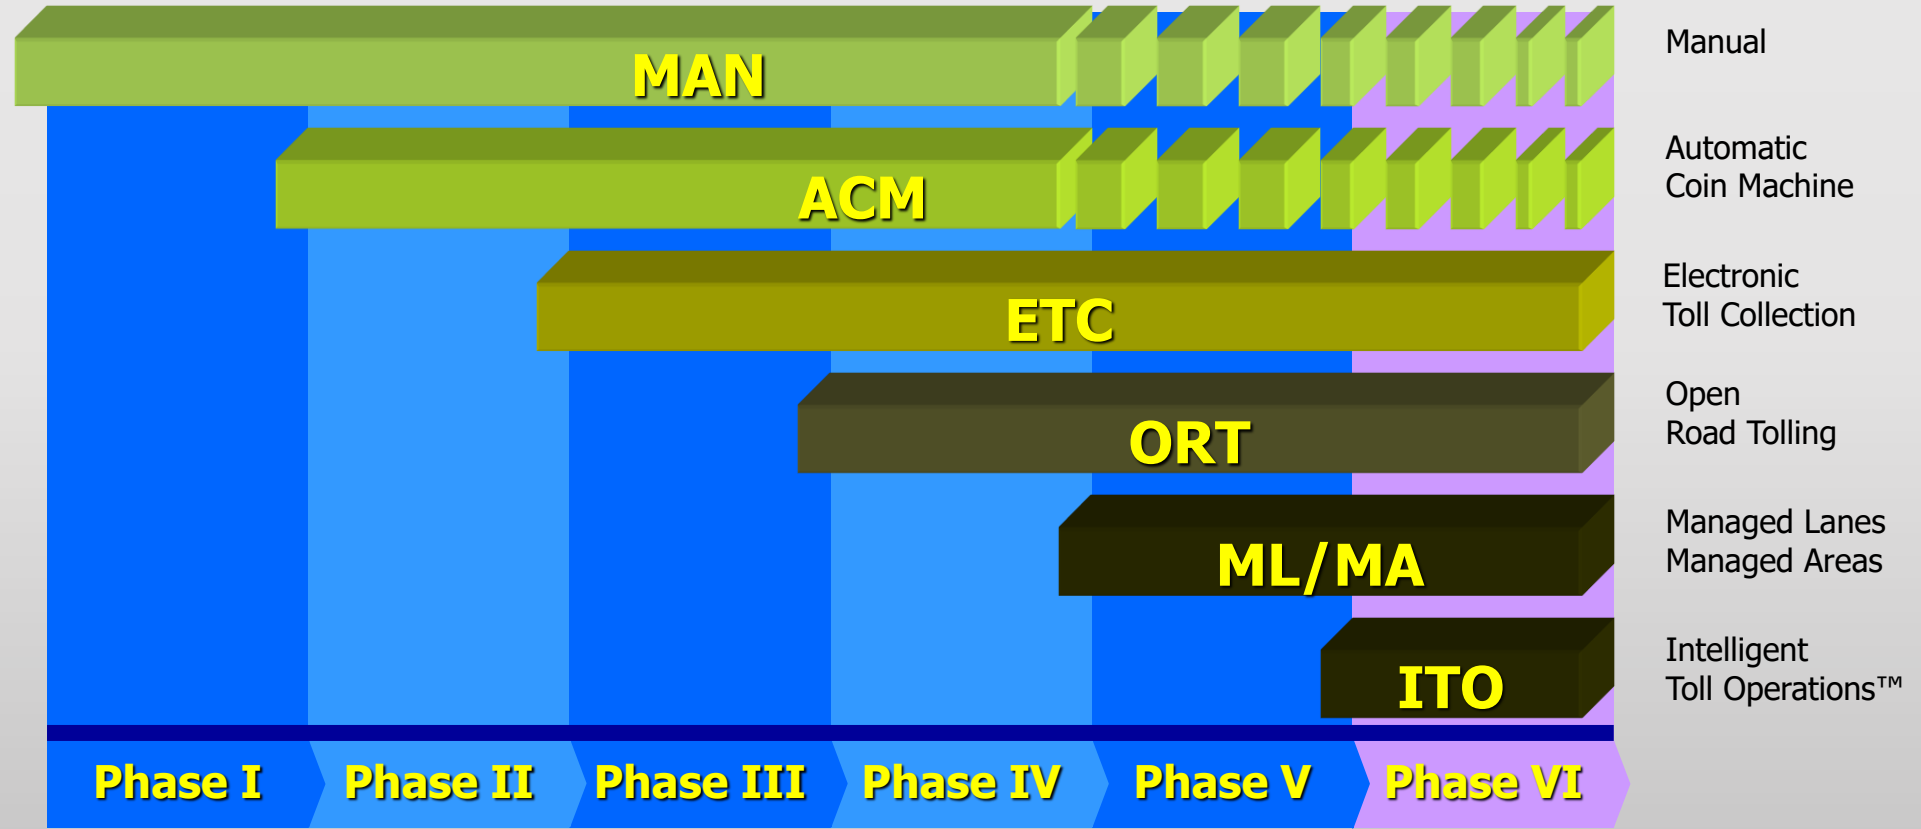 MAN
Manual
ACM
Automatic
Coin Machine
ETC
Electronic
Toll Collection
ORT
Open
Road Tolling
ML/MA
Managed Lanes
Managed Areas
ITO
Intelligent
Toll Operations™
Phase I
Phase II
Phase III
Phase IV
Phase V
Phase VI